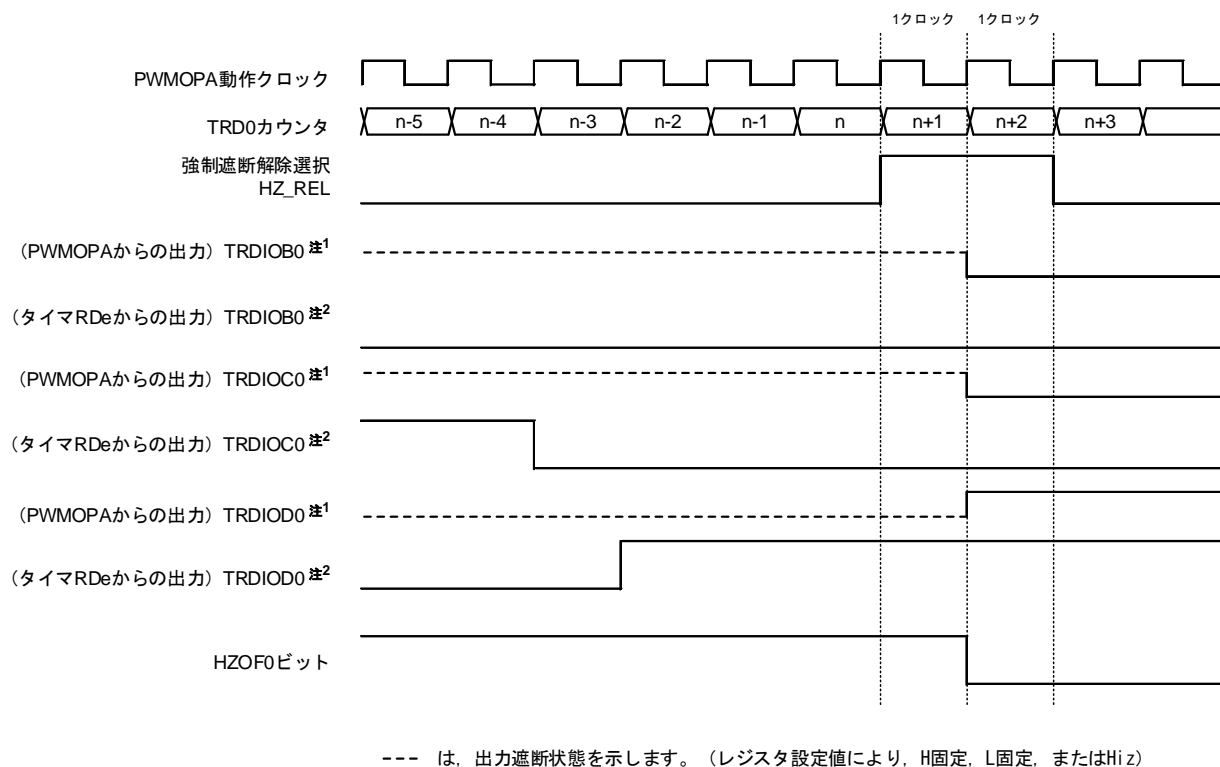 1クロック 1クロック
PWMOPA動作クロック
TRD0カウンタ n-5 n-4 n-3 n-2 n-1 n n+1 n+2 n+3
強制遮断解除選択
HZ_REL
（PWMOPAからの出力）TRDIOB0 注1
（タイマRDeからの出力）TRDIOB0 注2
（PWMOPAからの出力）TRDIOC0 注1
（タイマRDeからの出力）TRDIOC0 注2
（PWMOPAからの出力）TRDIOD0 注1
（タイマRDeからの出力）TRDIOD0 注2
HZOF0ビット
--- は，出力遮断状態を示します。（レジスタ設定値により，H固定，L固定，またはHiz）